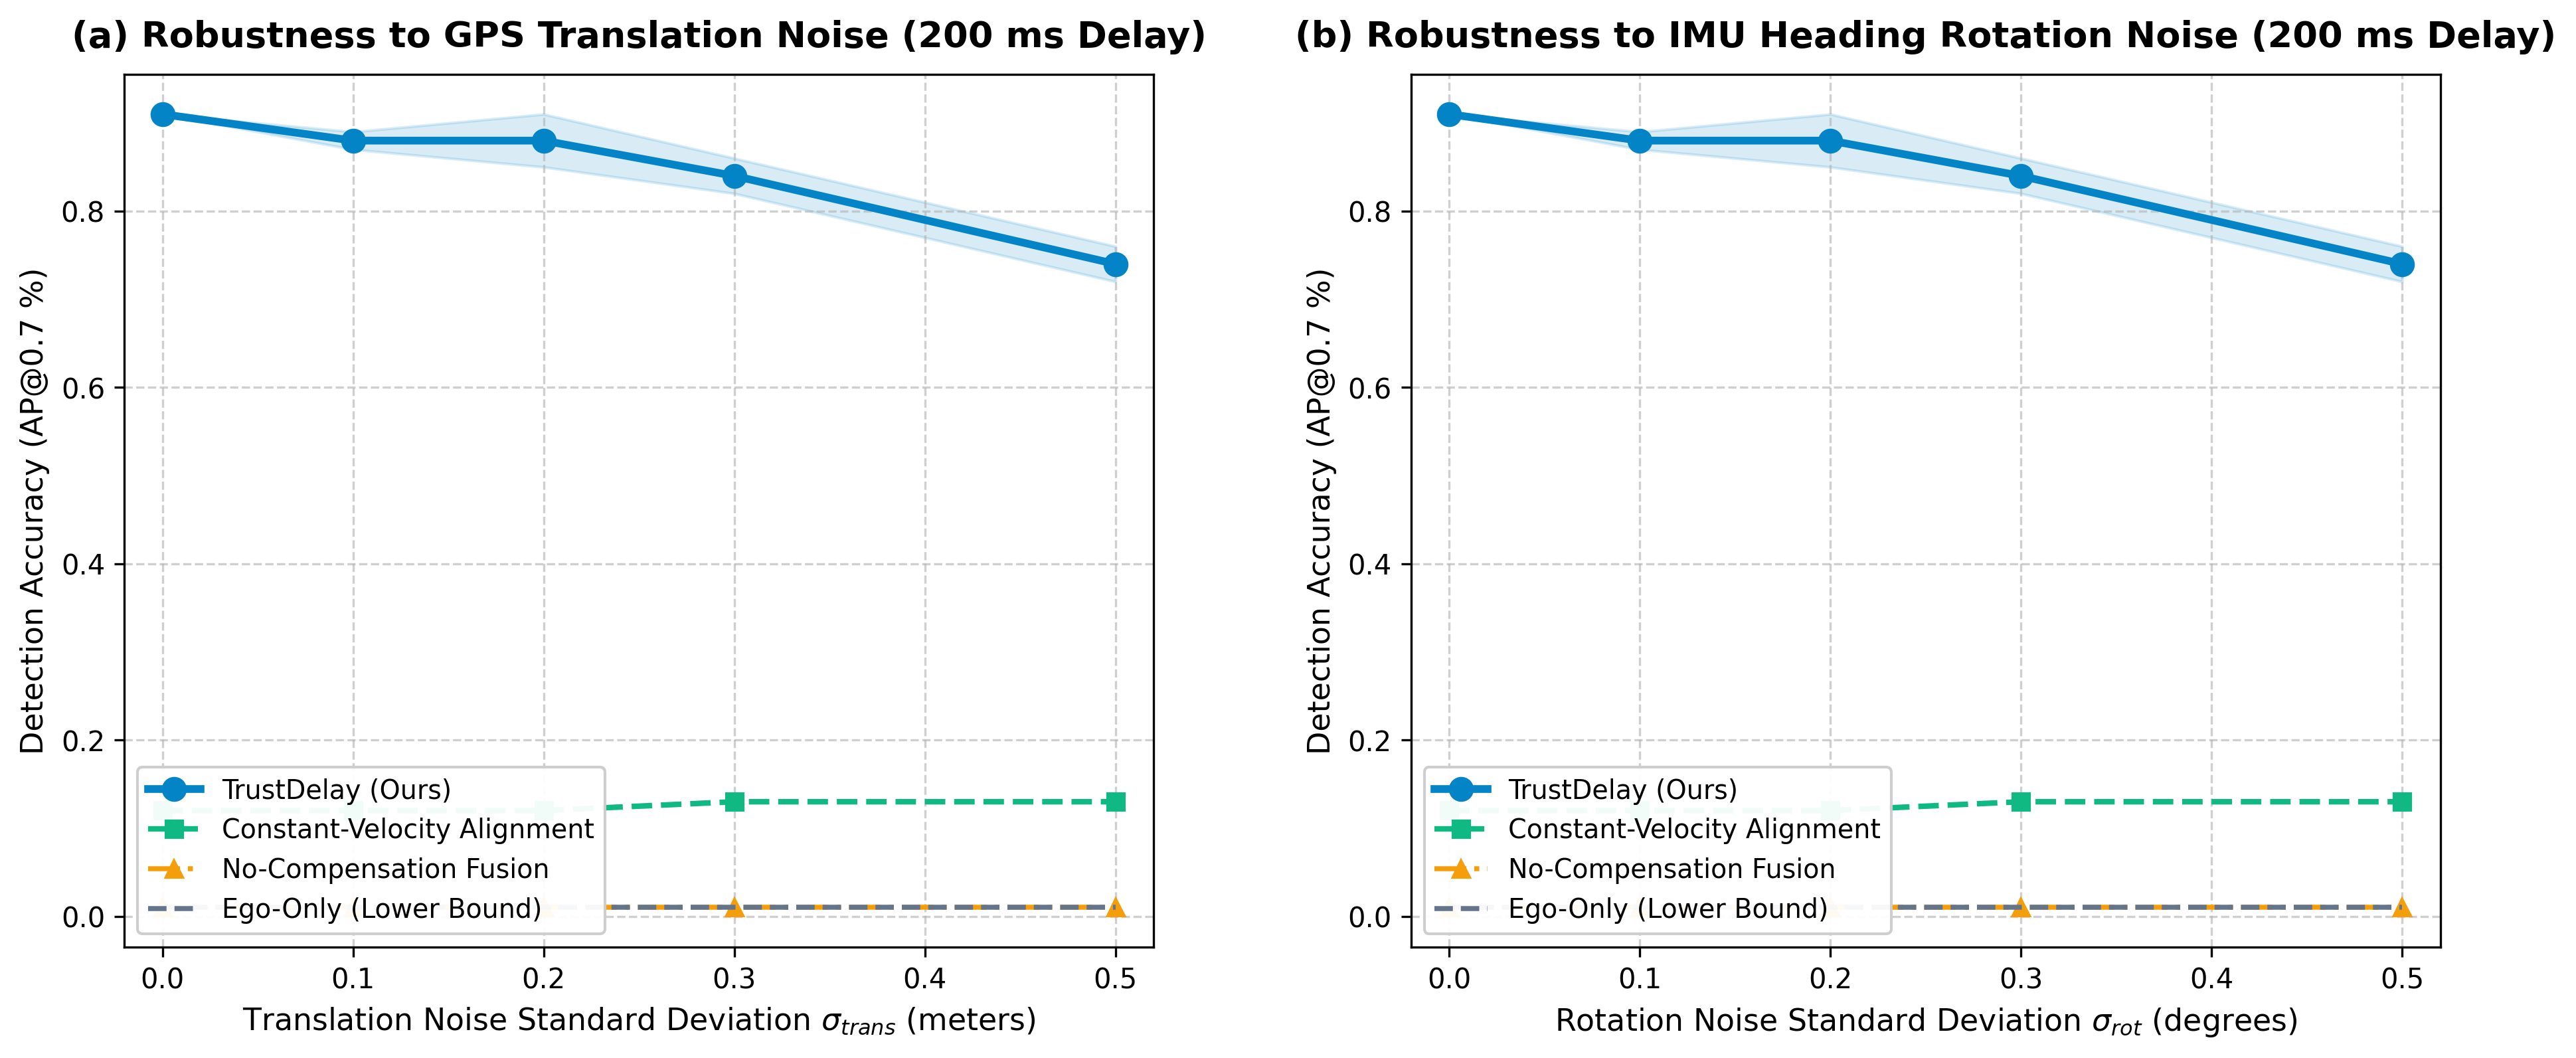 (a) Robustness to GPS Translation Noise (200 ms Delay)
Detection Accuracy (AP@0.7 %)
0.8
0.6
0.4
0.2
0.0
TrustDelay (Ours)
Constant-Velocity Alignment
No-Compensation Fusion
Ego-Only (Lower Bound)
0.0 0.1 0.2 0.3 0.4 0.5
Translation Noise Standard Deviation σ_trans (meters)
(b) Robustness to IMU Heading Rotation Noise (200 ms Delay)
Detection Accuracy (AP@0.7 %)
0.8
0.6
0.4
0.2
0.0
TrustDelay (Ours)
Constant-Velocity Alignment
No-Compensation Fusion
Ego-Only (Lower Bound)
0.0 0.1 0.2 0.3 0.4 0.5
Rotation Noise Standard Deviation σ_rot (degrees)